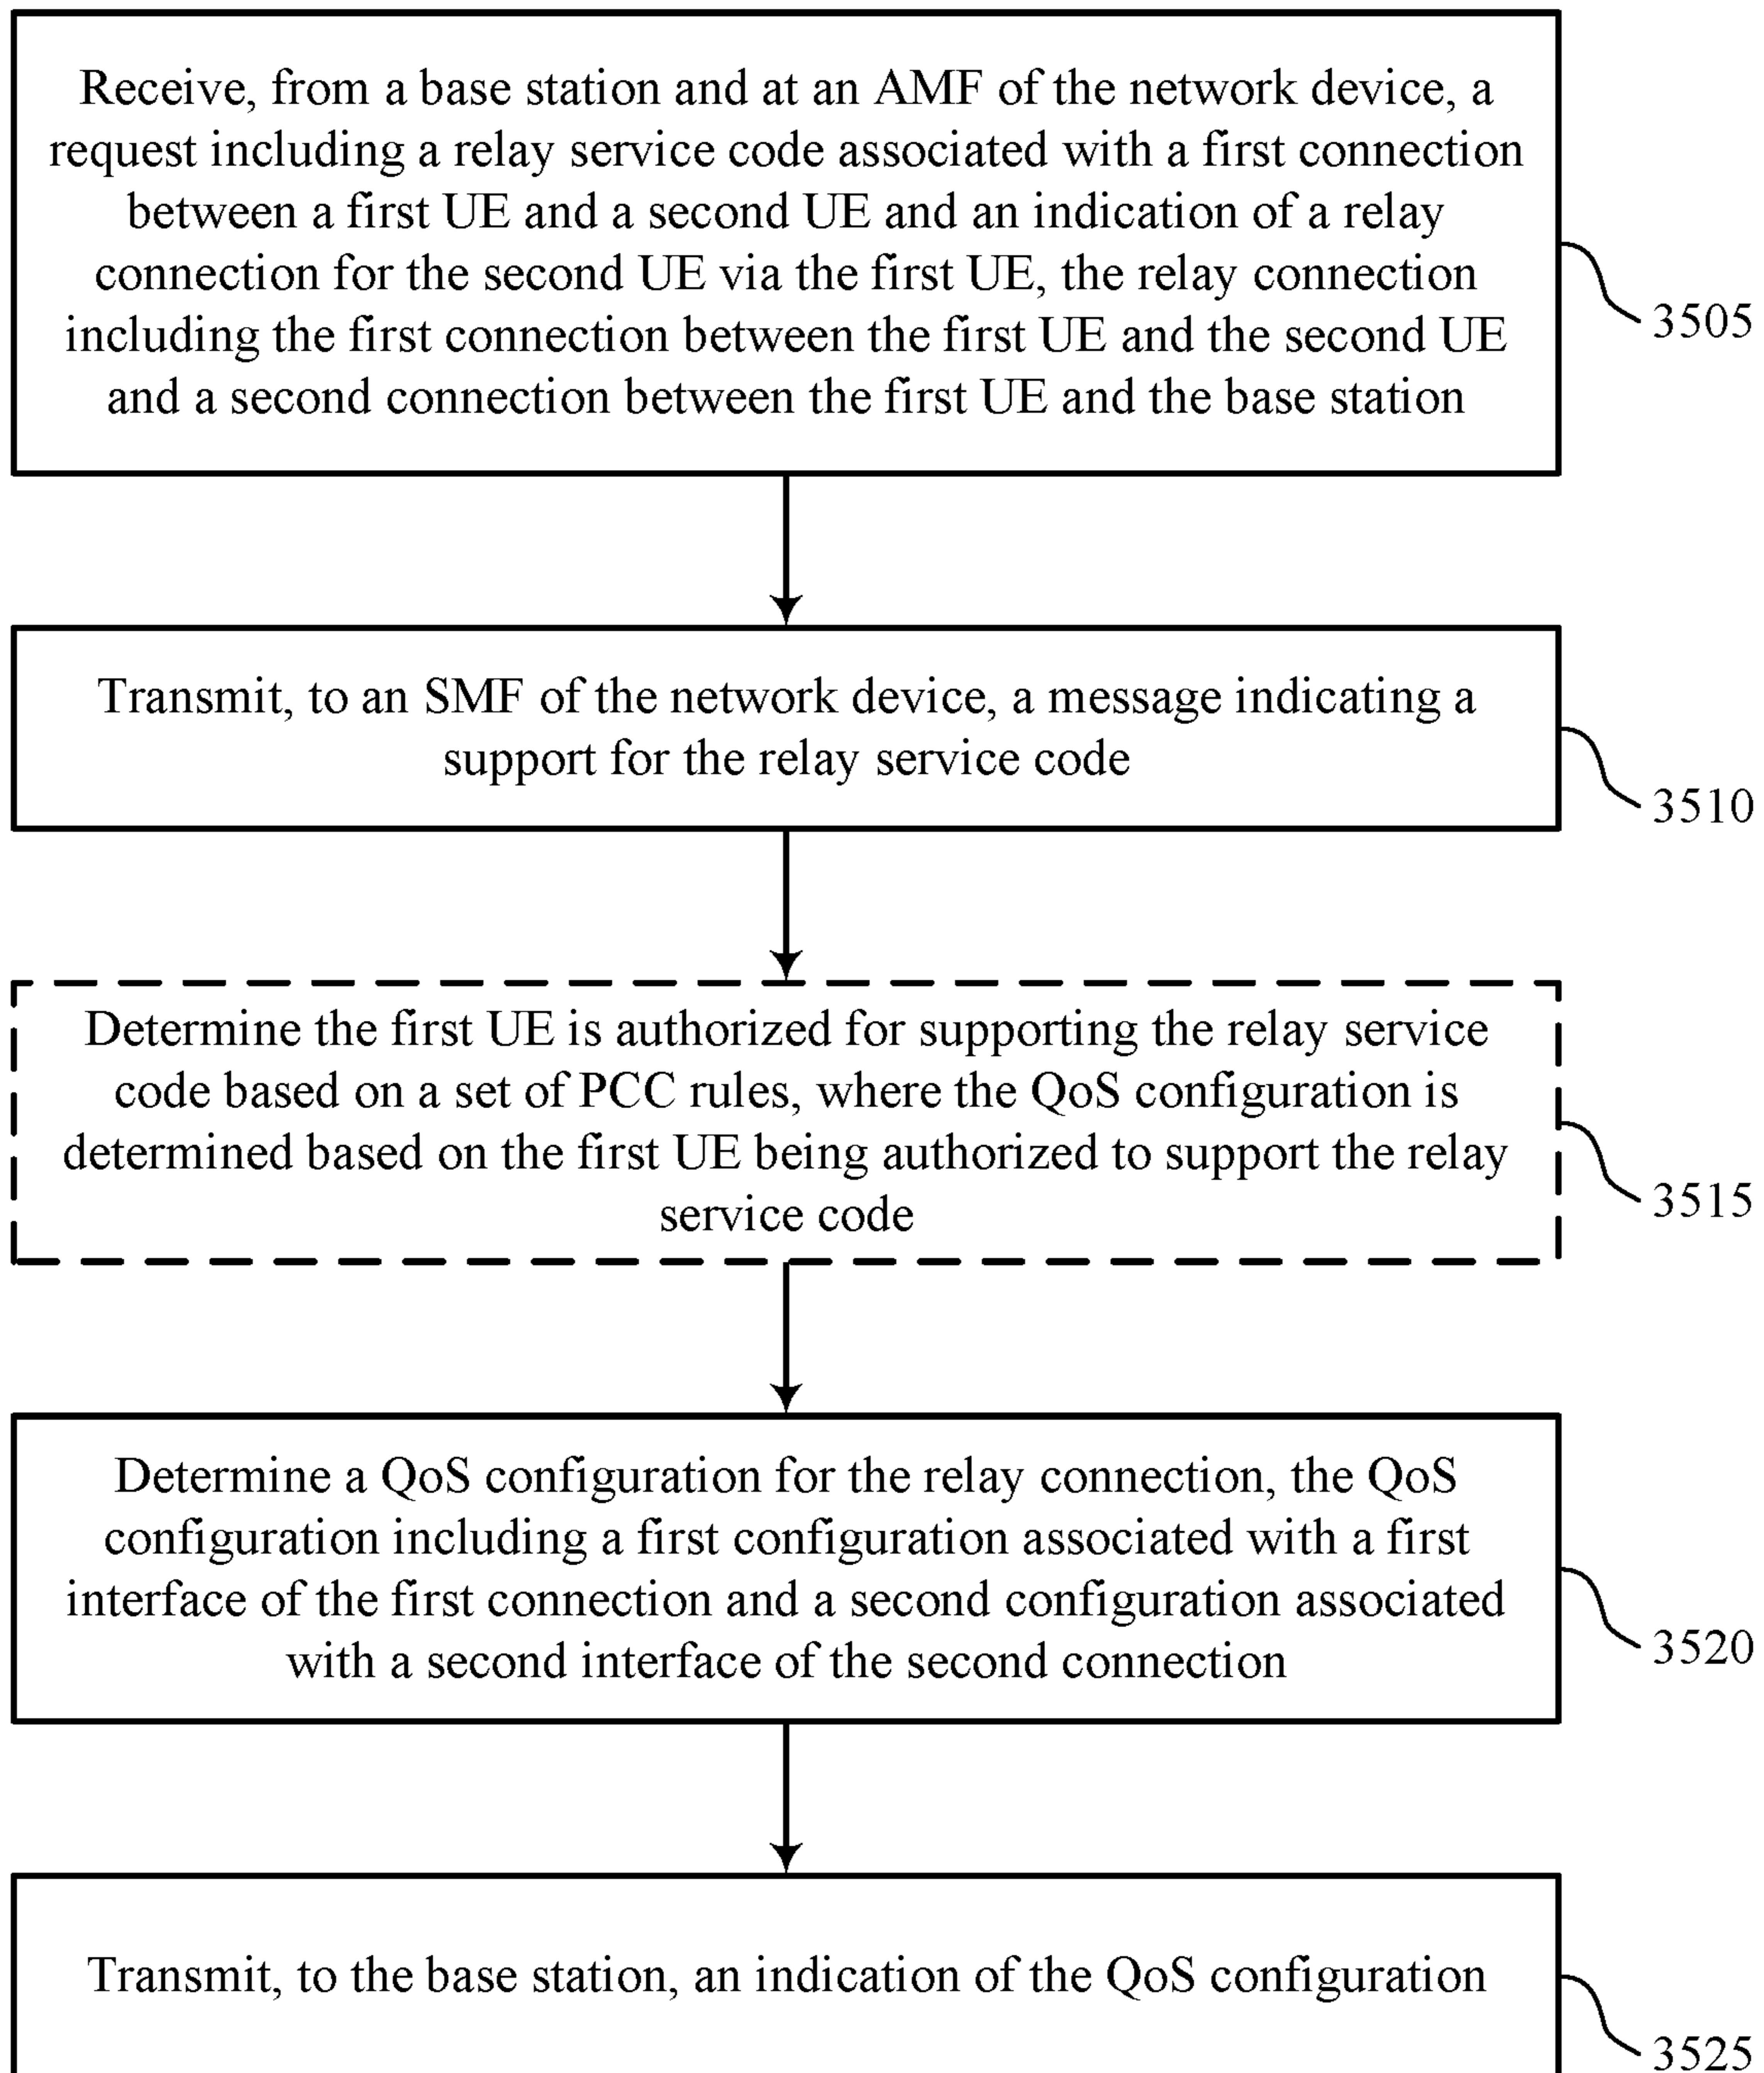 Receive, from a base station and at an AMF of the network device, a
request including a relay service code associated with a first connection
between a first UE and a second UE and an indication of a relay
connection for the second UE via the first UE, the relay connection
including the first connection between the first UE and the second UE
and a second connection between the first UE and the base station
3505
Transmit, to an SMF of the network device, a message indicating a
support for the relay service code
3510
Determine the first UE is authorized for supporting the relay service
code based on a set of PCC rules, where the QoS configuration is
determined based on the first UE being authorized to support the relay
service code
3515
Determine a QoS configuration for the relay connection, the QoS
configuration including a first configuration associated with a first
interface of the first connection and a second configuration associated
with a second interface of the second connection
3520
Transmit, to the base station, an indication of the QoS configuration
3525